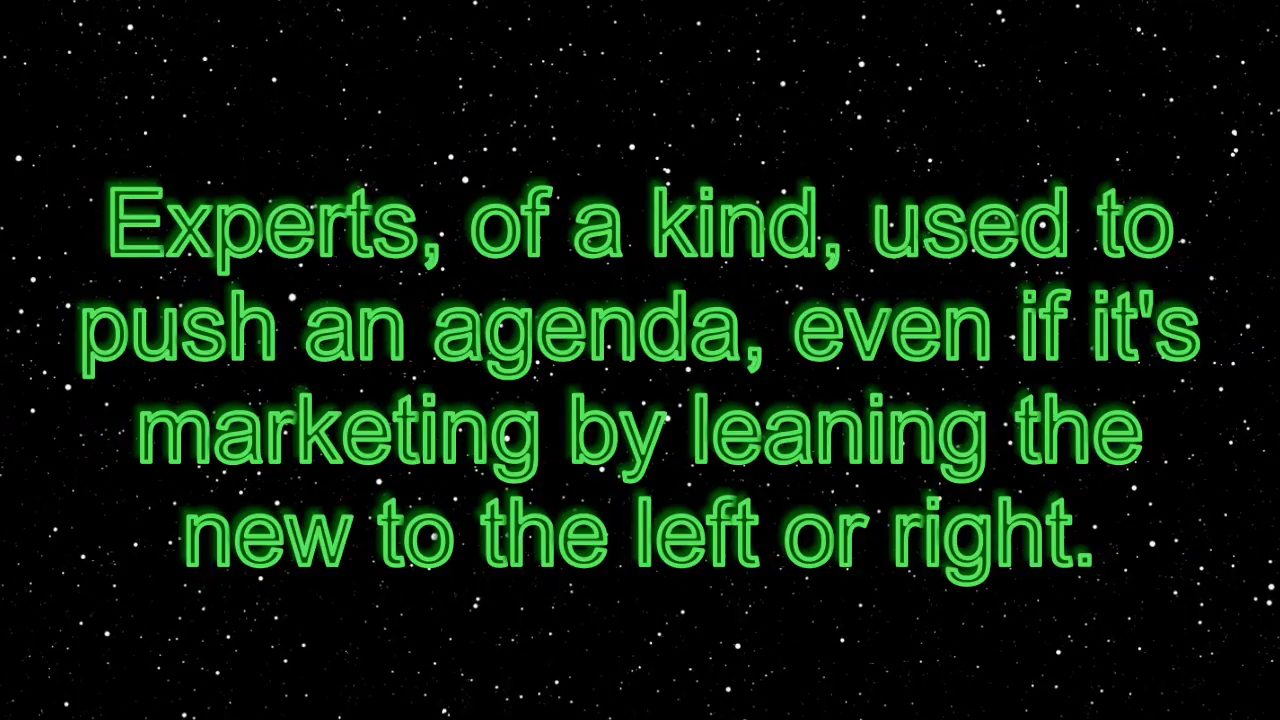 Experts, of a kind, used to
push an agenda, even if it's
marketing by leaning the
new to the left or right.